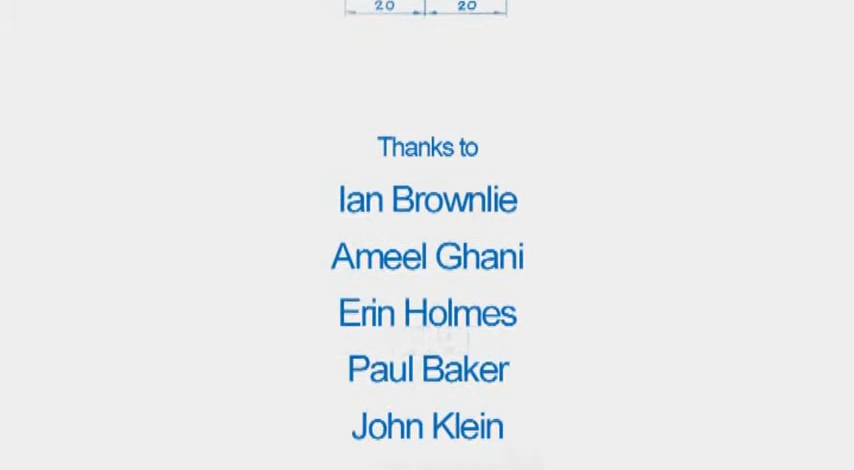 20 20
Thanks to
Ian Brownlie
Ameel Ghani
Erin Holmes
Paul Baker
John Klein